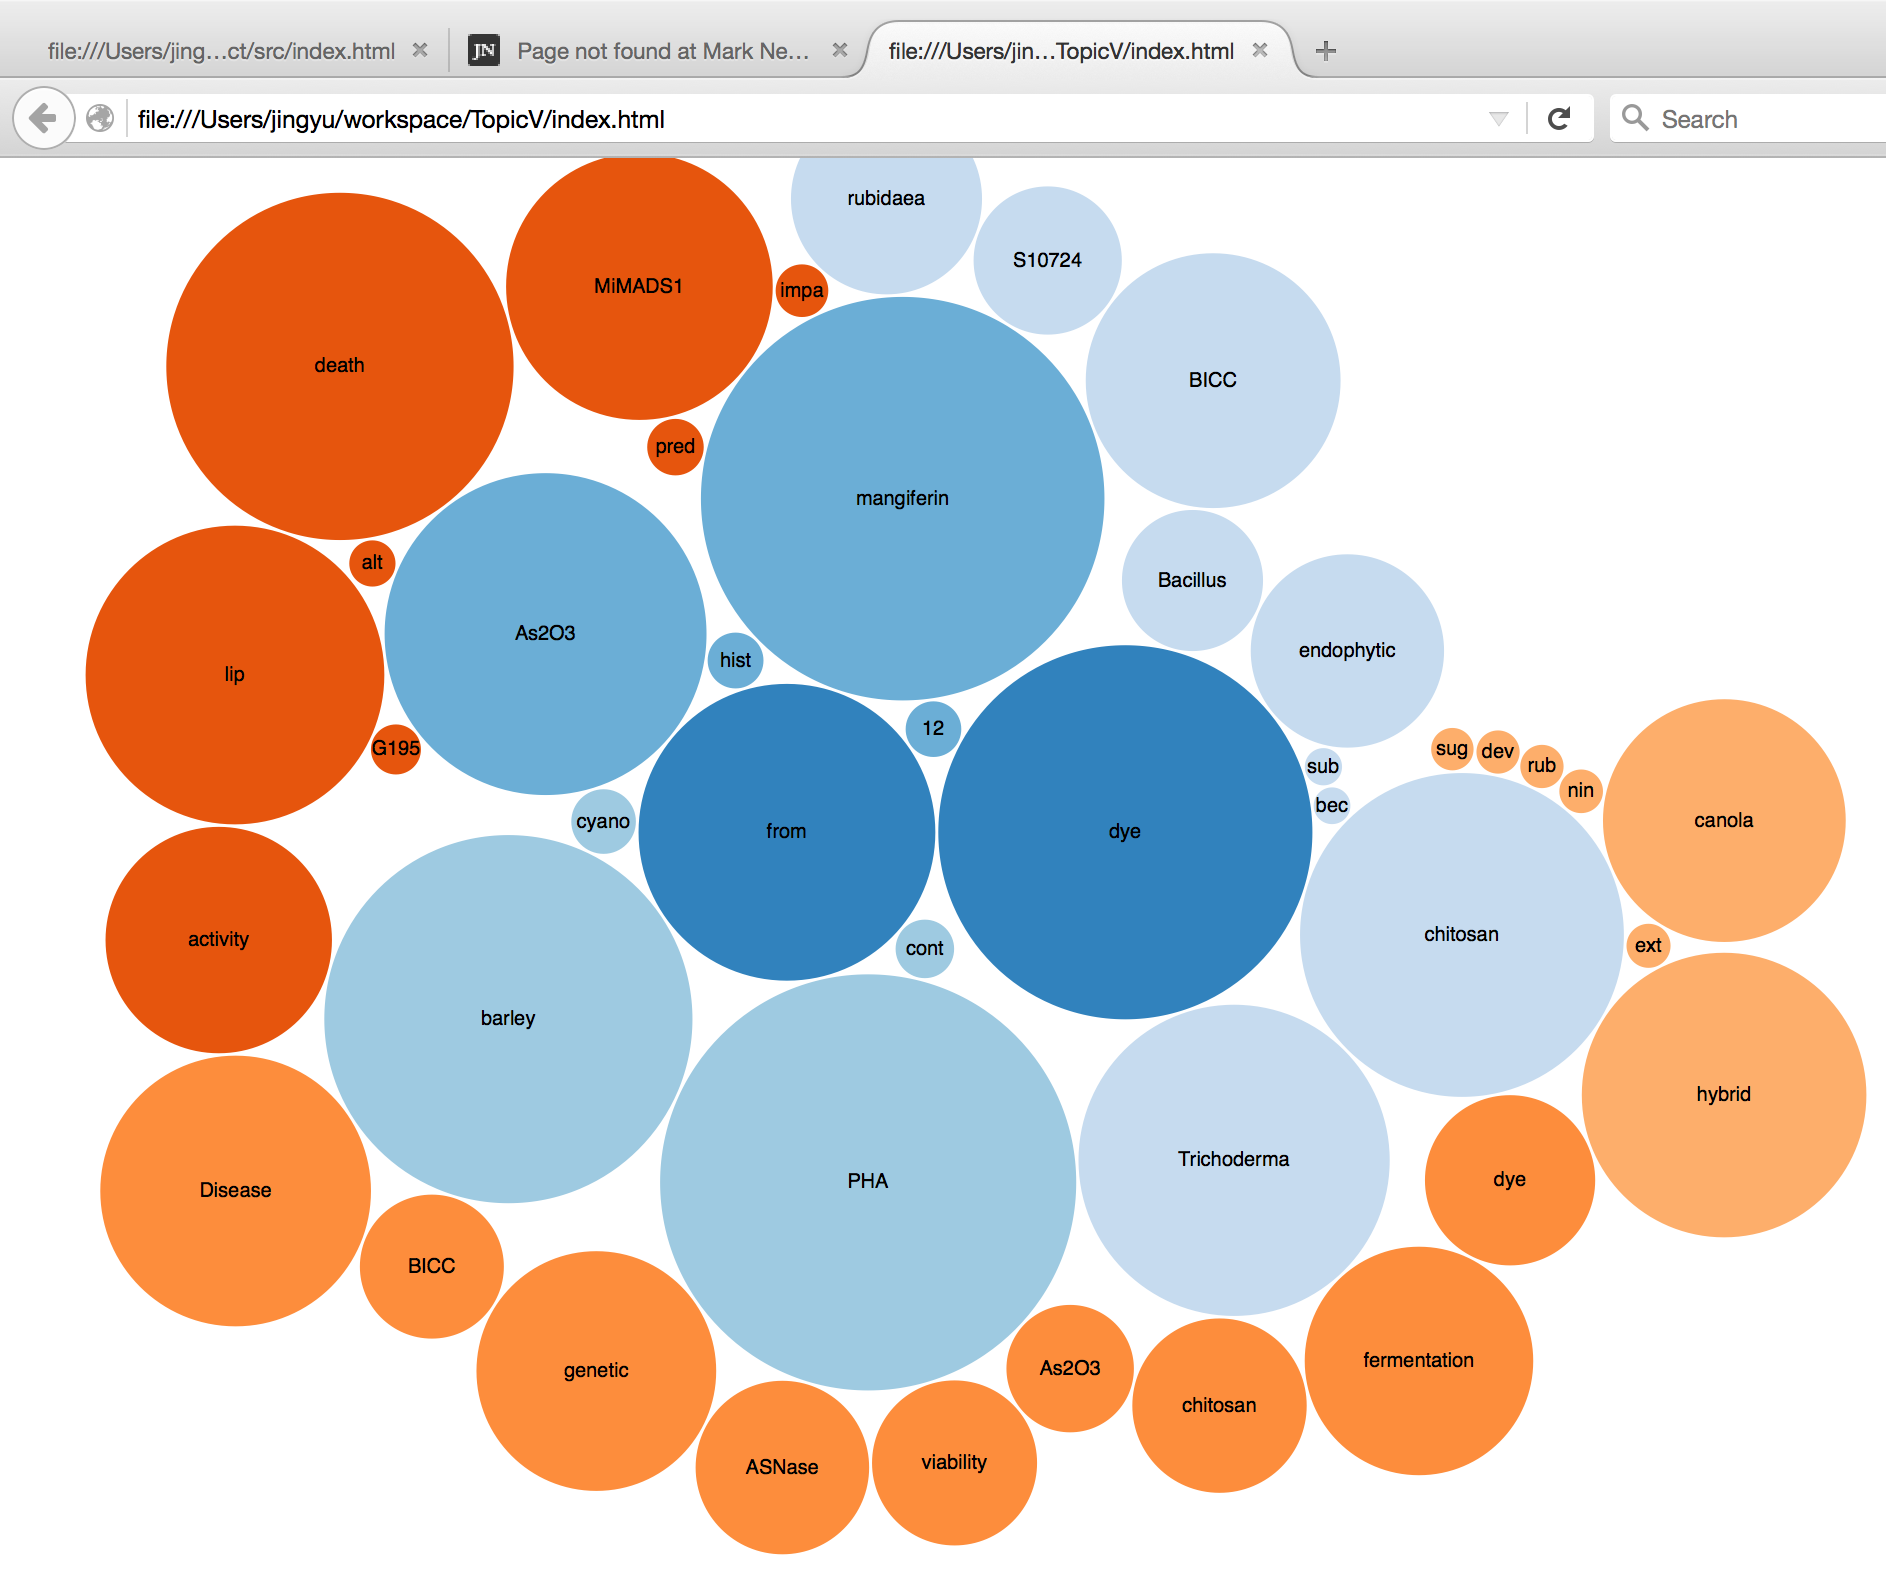 file:///Users/jing...ct/src/index.html
JN
Page not found at Mark Ne...
file:///Users/jin...TopicV/index.html
file:///Users/jingyu/workspace/TopicV/index.html
Search
rubidaea
S10724
MiMADS1
impa
death
BICC
pred
mangiferin
alt
Bacillus
As2O3
endophytic
hist
lip
12
G195
sug
dev
rub
nin
sub
bec
cyano
from
dye
canola
activity
cont
chitosan
ext
barley
hybrid
Disease
PHA
Trichoderma
dye
BICC
genetic
As2O3
fermentation
chitosan
ASNase
viability